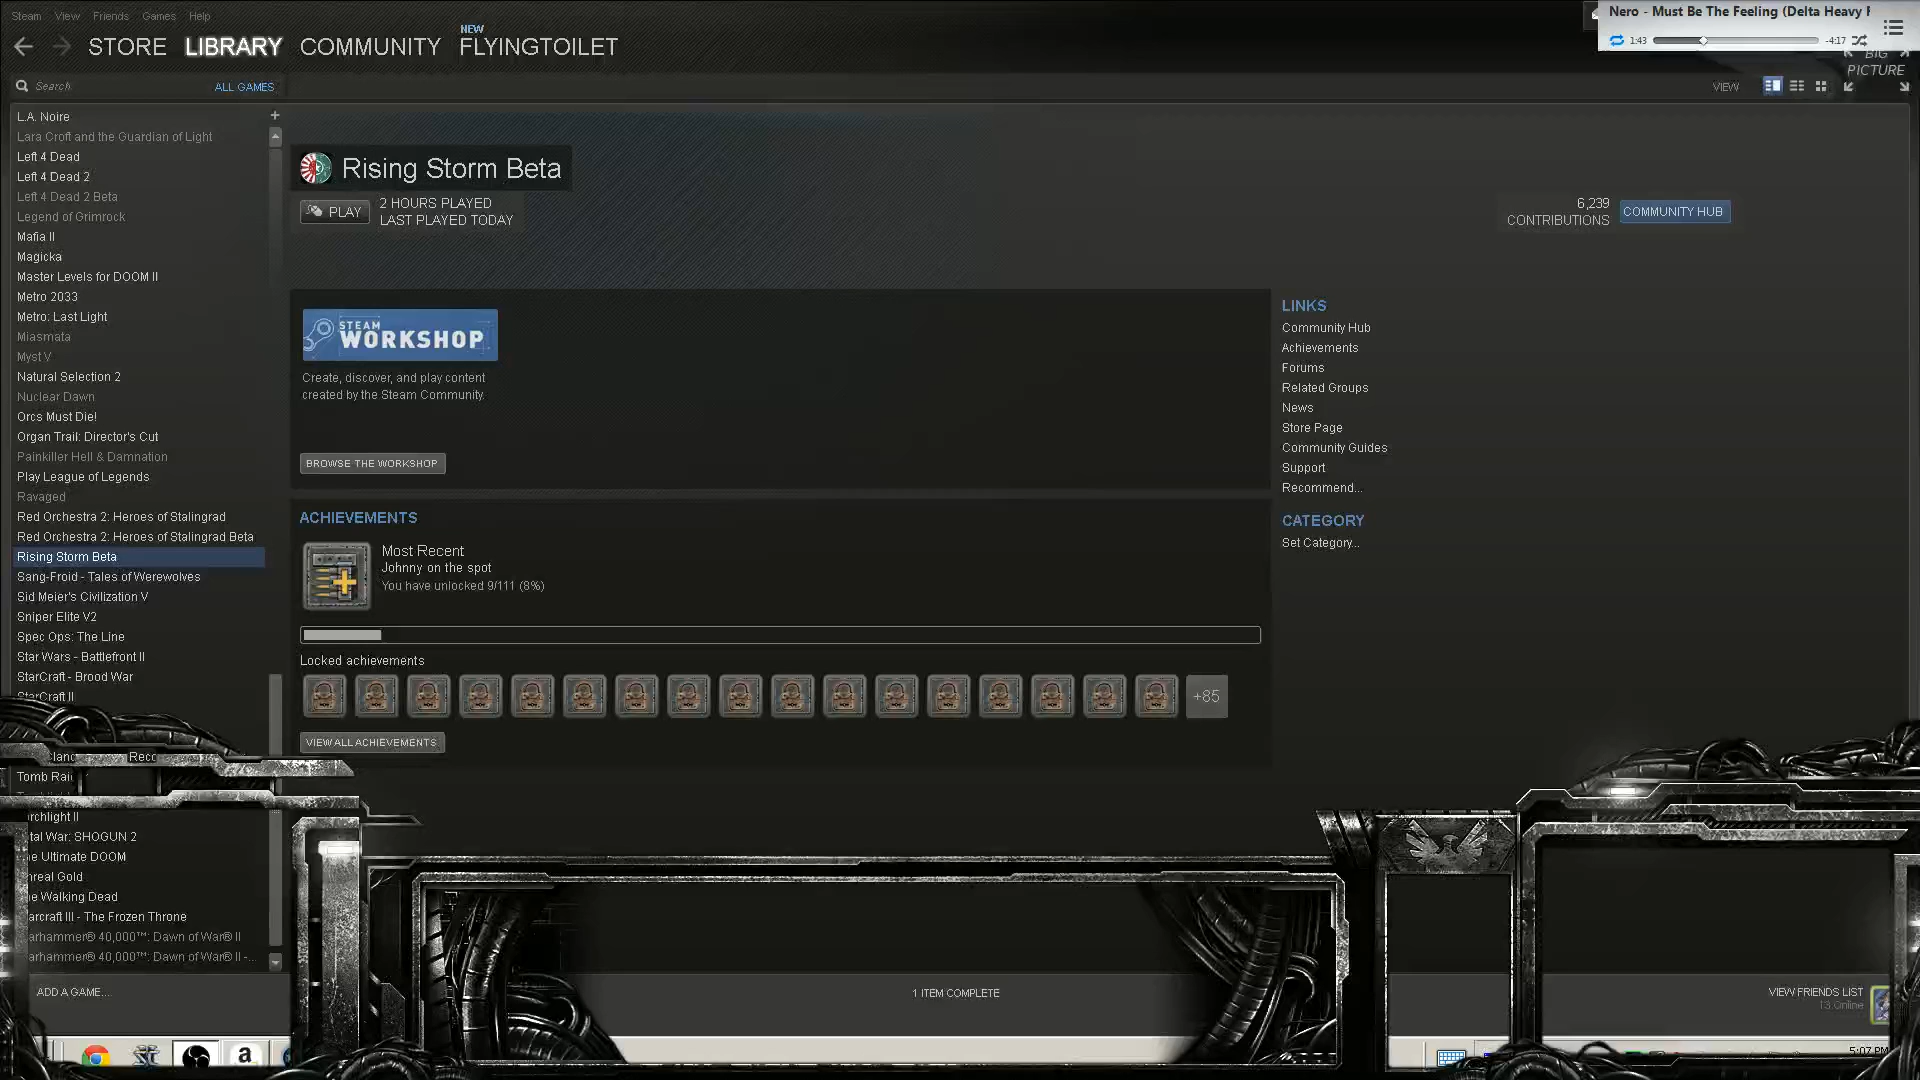 Steam View Friends Games Help
Nero - Must Be The Feeling (Delta Heavy
1:43 -4:17
NEW
STORE LIBRARY COMMUNITY FLYINGTOILET
BIG
PICTURE
Search ALL GAMES VIEW
L.A. Noire +
Lara Croft and the Guardian of Light
Left 4 Dead
Left 4 Dead 2
Left 4 Dead 2 Beta
Legend of Grimrock
Mafia II
Magicka
Master Levels for DOOM II
Metro 2033
Metro: Last Light
Miasmata
Myst V
Natural Selection 2
Nuclear Dawn
Orcs Must Die!
Organ Trail: Director's Cut
Painkiller Hell & Damnation
Play League of Legends
Ravaged
Red Orchestra 2: Heroes of Stalingrad
Red Orchestra 2: Heroes of Stalingrad Beta
Rising Storm Beta
Sang-Froid - Tales of Werewolves
Sid Meier's Civilization V
Sniper Elite V2
Spec Ops: The Line
Star Wars - Battlefront II
StarCraft - Brood War
StarCraft II
Tomb Rai
rchlight II
tal War: SHOGUN 2
e Ultimate DOOM
nreal Gold
e Walking Dead
arcraft III - The Frozen Throne
arhammer® 40,000™: Dawn of War® II
arhammer® 40,000™: Dawn of War® II -...
ADD A GAME...
Rising Storm Beta
PLAY
2 HOURS PLAYED
LAST PLAYED TODAY
6,239
CONTRIBUTIONS
COMMUNITY HUB
STEAM
WORKSHOP
Create, discover, and play content
created by the Steam Community.
BROWSE THE WORKSHOP
ACHIEVEMENTS
Most Recent
Johnny on the spot
You have unlocked 9/111 (8%)
Locked achievements
+85
VIEW ALL ACHIEVEMENTS
LINKS
Community Hub
Achievements
Forums
Related Groups
News
Store Page
Community Guides
Support
Recommend...
CATEGORY
Set Category...
1 ITEM COMPLETE
VIEW FRIENDS LIST
13 Online
5:07 PM